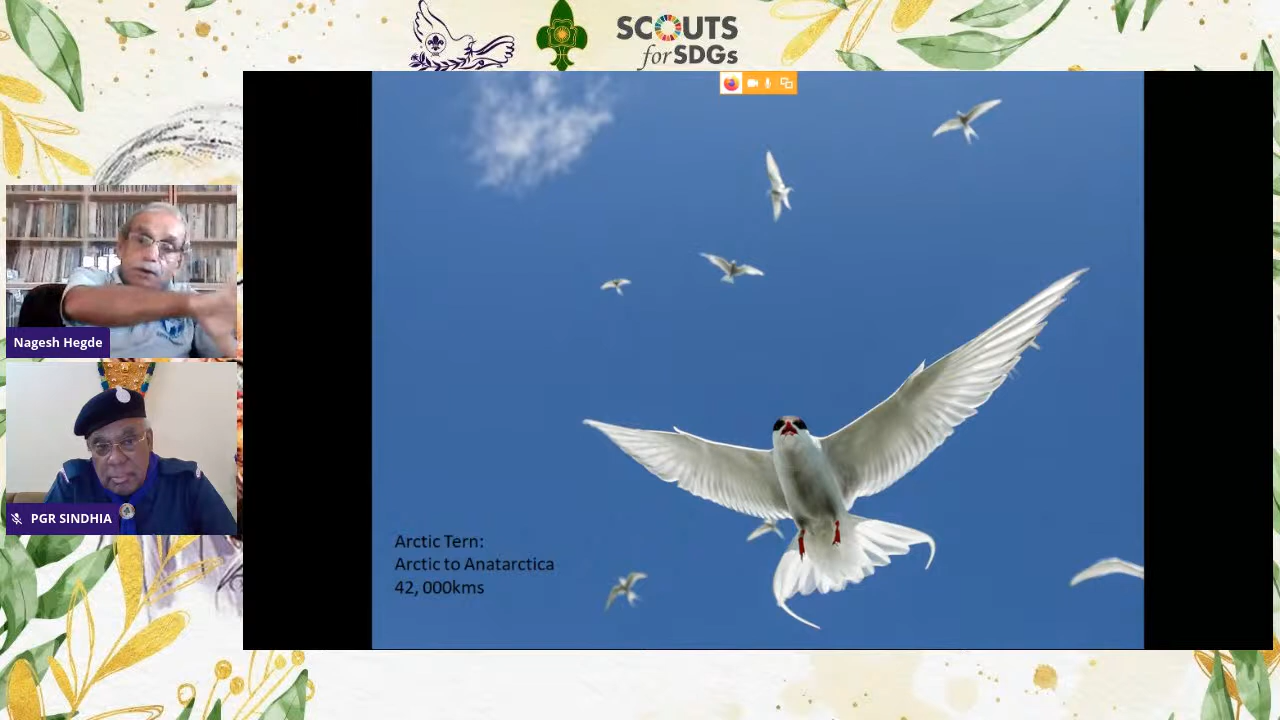 SCOUTS
for SDGs
Nagesh Hegde
PGR SINDHIA
Arctic Tern:
Arctic to Anatarctica
42, 000kms